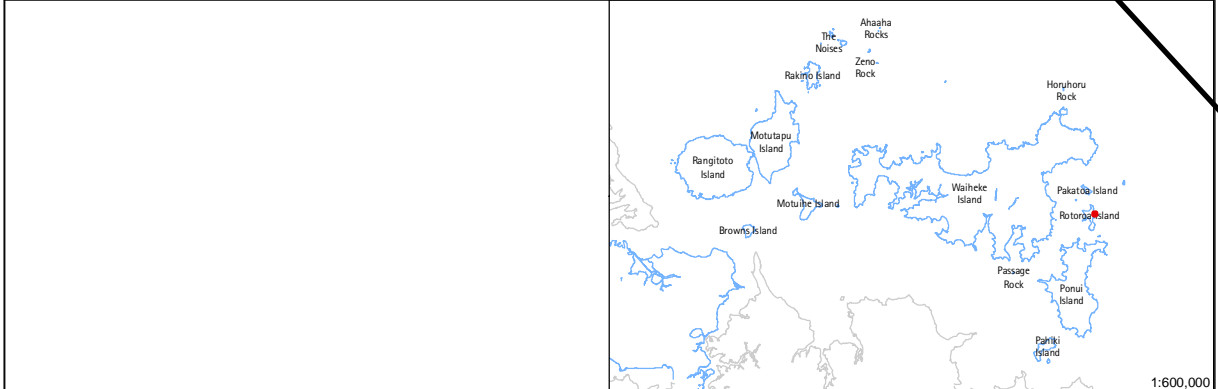 Ahaaha
Rocks
The
Noises
Zeno
Rock
Rakino Island
Horuhoru
Rock
Motutapu
Island
Rangitoto
Island
Waiheke
Island
Pakatoa Island
Motuihe Island
Rotoroa Island
Browns Island
Passage
Rock
Ponui
Island
Pahiki
Island
1:600,000